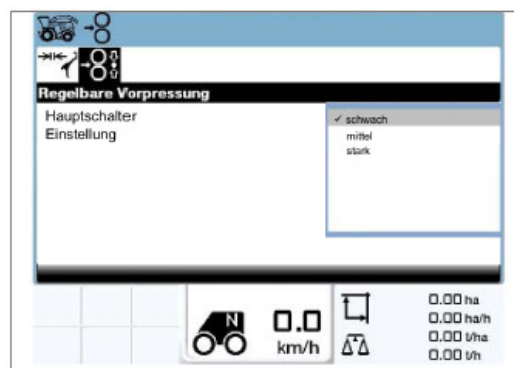 Regelbare Vorpressung
Hauptschalter
Einstellung
✓ schwach
mittel
stark
N
0.0
km/h
0.00 ha
0.00 ha/h
0.00 t/ha
0.00 t/h